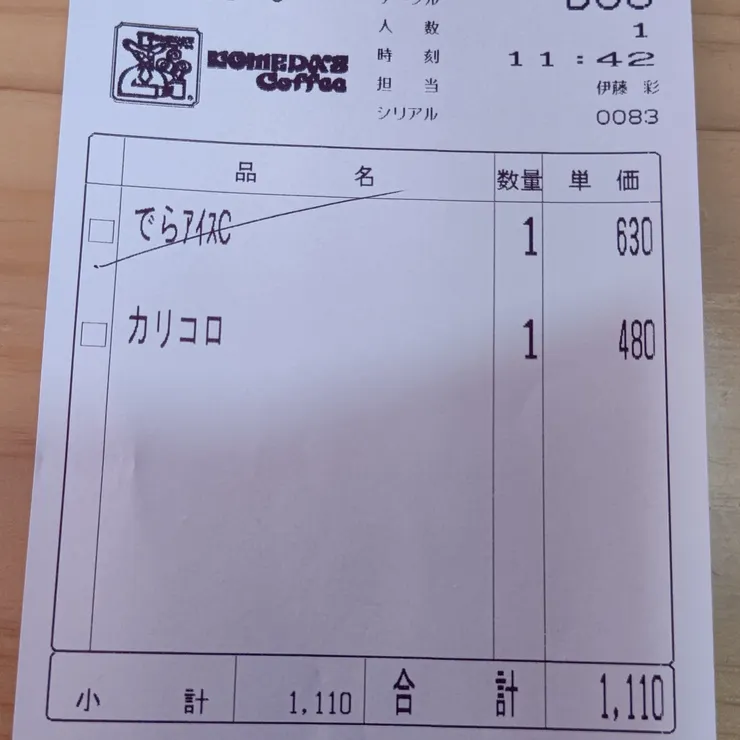 人数 1
KOMEDA'S
Coffee
時刻 11:42
担当 伊藤 彩
シリアル 0083
品名 数量 単価
でらアイスC 1 630
カリコロ 1 480
小計 1,110 合計 1,110